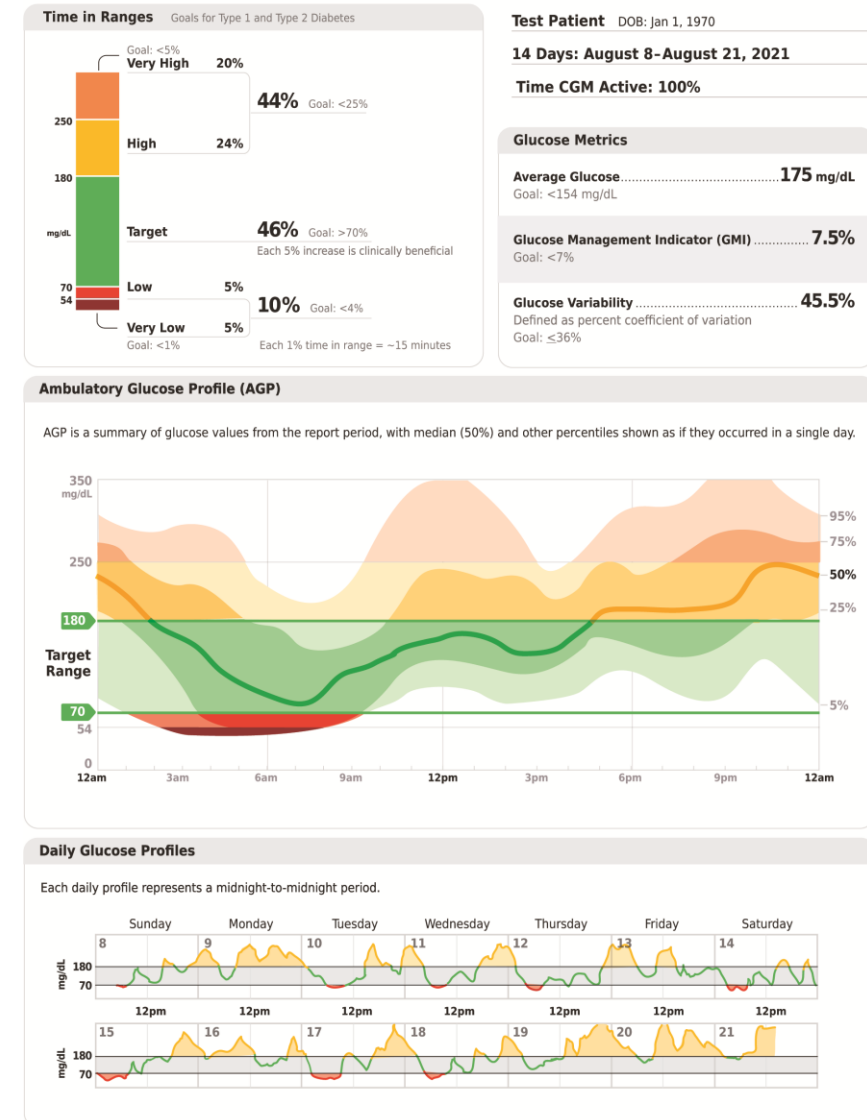 Time in Ranges Goals for Type 1 and Type 2 Diabetes
Goal: <5%
Very High 20%
44% Goal: <25%
250
High 24%
180
mg/dL
Target 46% Goal: >70%
Each 5% increase is clinically beneficial
70
Low 5%
54
10% Goal: <4%
Very Low 5%
Goal: <1%
Each 1% time in range = ~15 minutes
Test Patient DOB: Jan 1, 1970
14 Days: August 8–August 21, 2021
Time CGM Active: 100%
Glucose Metrics
Average Glucose..............................175 mg/dL
Goal: <154 mg/dL
Glucose Management Indicator (GMI)..........7.5%
Goal: <7%
Glucose Variability...............................45.5%
Defined as percent coefficient of variation
Goal: ≤36%
Ambulatory Glucose Profile (AGP)
AGP is a summary of glucose values from the report period, with median (50%) and other percentiles shown as if they occurred in a single day.
350
mg/dL
95%
75%
250
50%
25%
180
Target
Range
70
5%
54
0
12am 3am 6am 9am 12pm 3pm 6pm 9pm 12am
Daily Glucose Profiles
Each daily profile represents a midnight-to-midnight period.
Sunday Monday Tuesday Wednesday Thursday Friday Saturday
8 9 10 11 12 13 14
mg/dL
180
70
12pm 12pm 12pm 12pm 12pm 12pm 12pm
15 16 17 18 19 20 21
mg/dL
180
70